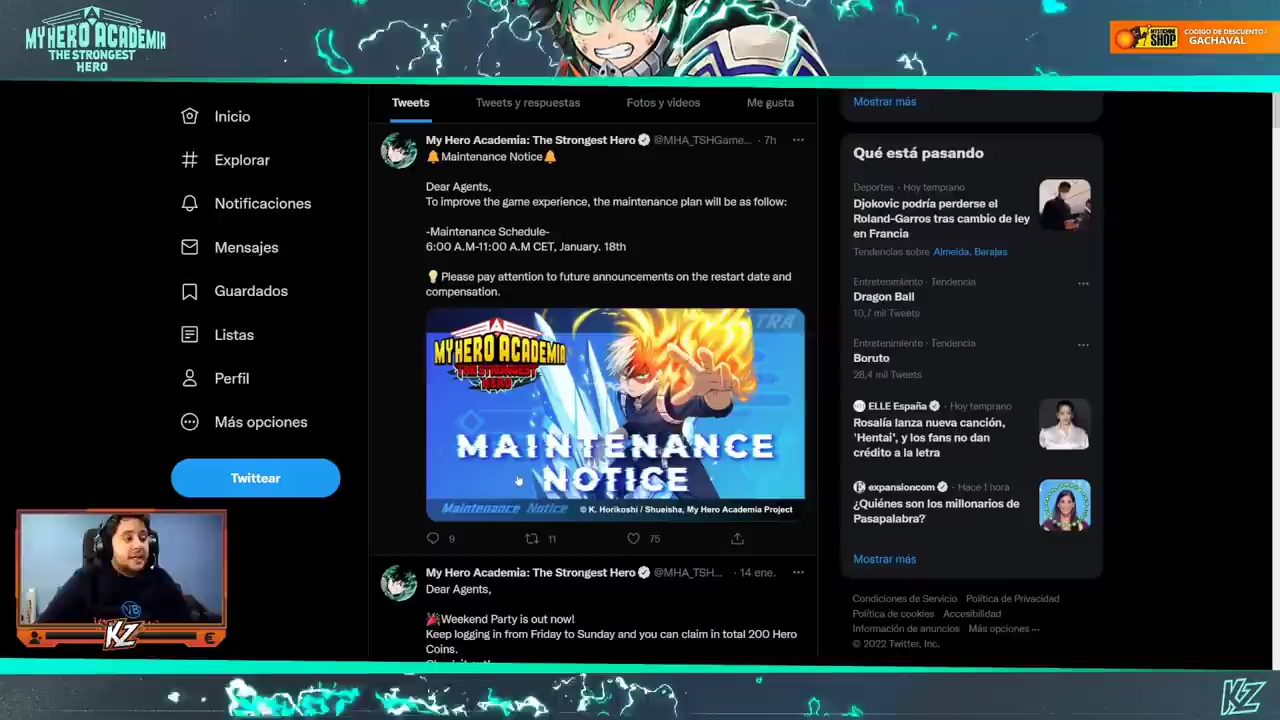 MY HERO ACADEMIA
THE STRONGEST
HERO
MYSTICMINE
SHOP
CODIGO DE DESCUENTO:
GACHAVAL
Inicio
Explorar
Notificaciones
Mensajes
Guardados
Listas
Perfil
Más opciones
Twittear
KZ
Tweets
Tweets y respuestas
Fotos y videos
Me gusta
My Hero Academia: The Strongest Hero @MHA_TSHGame... · 7h
🔔Maintenance Notice🔔
Dear Agents,
To improve the game experience, the maintenance plan will be as follow:
-Maintenance Schedule-
6:00 A.M-11:00 A.M CET, January. 18th
💡Please pay attention to future announcements on the restart date and
compensation.
TRA
MY HERO ACADEMIA
THE STRONGEST
HERO
MAINTENANCE
NOTICE
Maintenance Notice © K. Horikoshi / Shueisha, My Hero Academia Project
9 11 75
My Hero Academia: The Strongest Hero @MHA_TSH... · 14 ene.
Dear Agents,
🎉Weekend Party is out now!
Keep logging in from Friday to Sunday and you can claim in total 200 Hero
Coins.
Mostrar más
Qué está pasando
Deportes · Hoy temprano
Djokovic podría perderse el
Roland-Garros tras cambio de ley
en Francia
Tendencias sobre Almeida, Barajas
Entretenimiento · Tendencia
Dragon Ball
10,7 mil Tweets
Entretenimiento · Tendencia
Boruto
28,4 mil Tweets
ELLE España · Hoy temprano
Rosalía lanza nueva canción,
'Hentai', y los fans no dan
crédito a la letra
expansioncom · Hace 1 hora
¿Quiénes son los millonarios de
Pasapalabra?
Mostrar más
Condiciones de Servicio Política de Privacidad
Política de cookies Accesibilidad
Información de anuncios Más opciones ···
© 2022 Twitter, Inc.
KZ